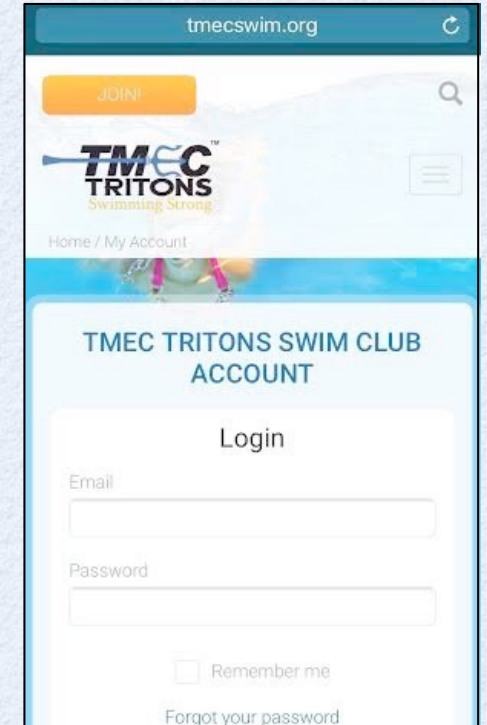 tmecswim.org
JOIN!
TMEC™
TRITONS
Swimming Strong
Home / My Account
TMEC TRITONS SWIM CLUB
ACCOUNT
Login
Email
Password
Remember me
Forgot your password